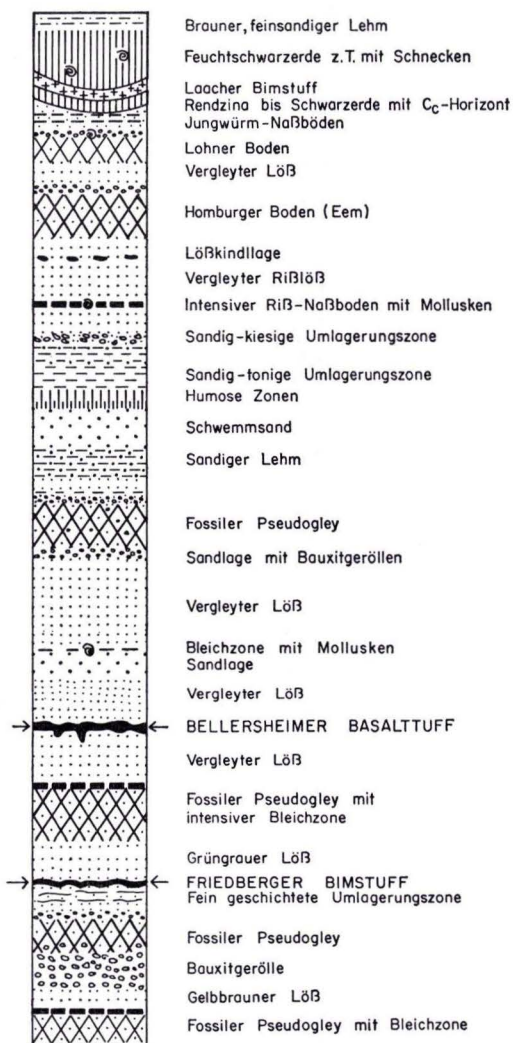 Brauner, feinsandiger Lehm
Feuchtschwarzerde z.T. mit Schnecken
Laacher Bimstuff
Rendzina bis Schwarzerde mit Cc-Horizont
Jungwürm-Naßböden
Lohner Boden
Vergleyter Löß
Homburger Boden (Eem)
Lößkindllage
Vergleyter Rißlöß
Intensiver Riß-Naßboden mit Mollusken
Sandig-kiesige Umlagerungszone
Sandig-tonige Umlagerungszone
Humose Zonen
Schwemmsand
Sandiger Lehm
Fossiler Pseudogley
Sandlage mit Bauxitgeröllen
Vergleyter Löß
Bleichzone mit Mollusken
Sandlage
Vergleyter Löß
BELLERSHEIMER BASALTTUFF
Vergleyter Löß
Fossiler Pseudogley mit
intensiver Bleichzone
Grüngrauer Löß
FRIEDBERGER BIMSTUFF
Fein geschichtete Umlagerungszone
Fossiler Pseudogley
Bauxitgerölle
Gelbbrauner Löß
Fossiler Pseudogley mit Bleichzone